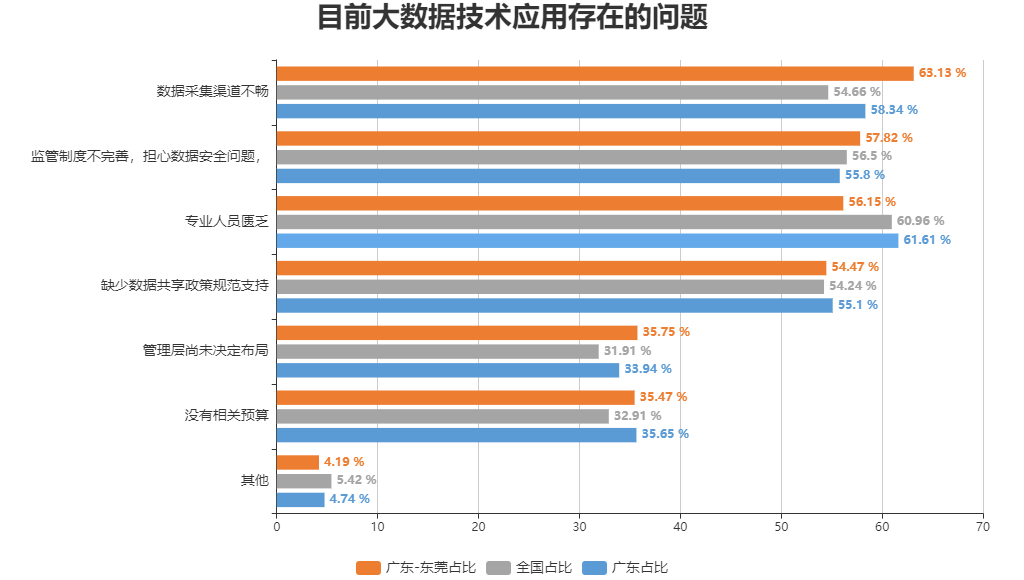 目前大数据技术应用存在的问题
数据采集渠道不畅
63.13 %
54.66 %
58.34 %
监管制度不完善，担心数据安全问题，
57.82 %
56.5 %
55.8 %
专业人员匮乏
56.15 %
60.96 %
61.61 %
缺少数据共享政策规范支持
54.47 %
54.24 %
55.1 %
管理层尚未决定布局
35.75 %
31.91 %
33.94 %
没有相关预算
35.47 %
32.91 %
35.65 %
其他
4.19 %
5.42 %
4.74 %
0 10 20 30 40 50 60 70
广东-东莞占比 全国占比 广东占比